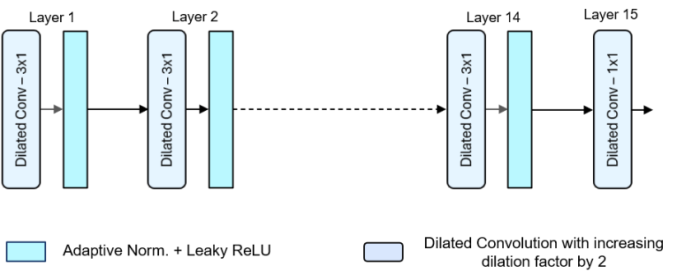 Layer 1
Layer 2
Layer 14
Layer 15
Dilated Conv – 3x1
Dilated Conv – 3x1
Dilated Conv – 3x1
Dilated Conv – 1x1
Adaptive Norm. + Leaky ReLU
Dilated Convolution with increasing
dilation factor by 2